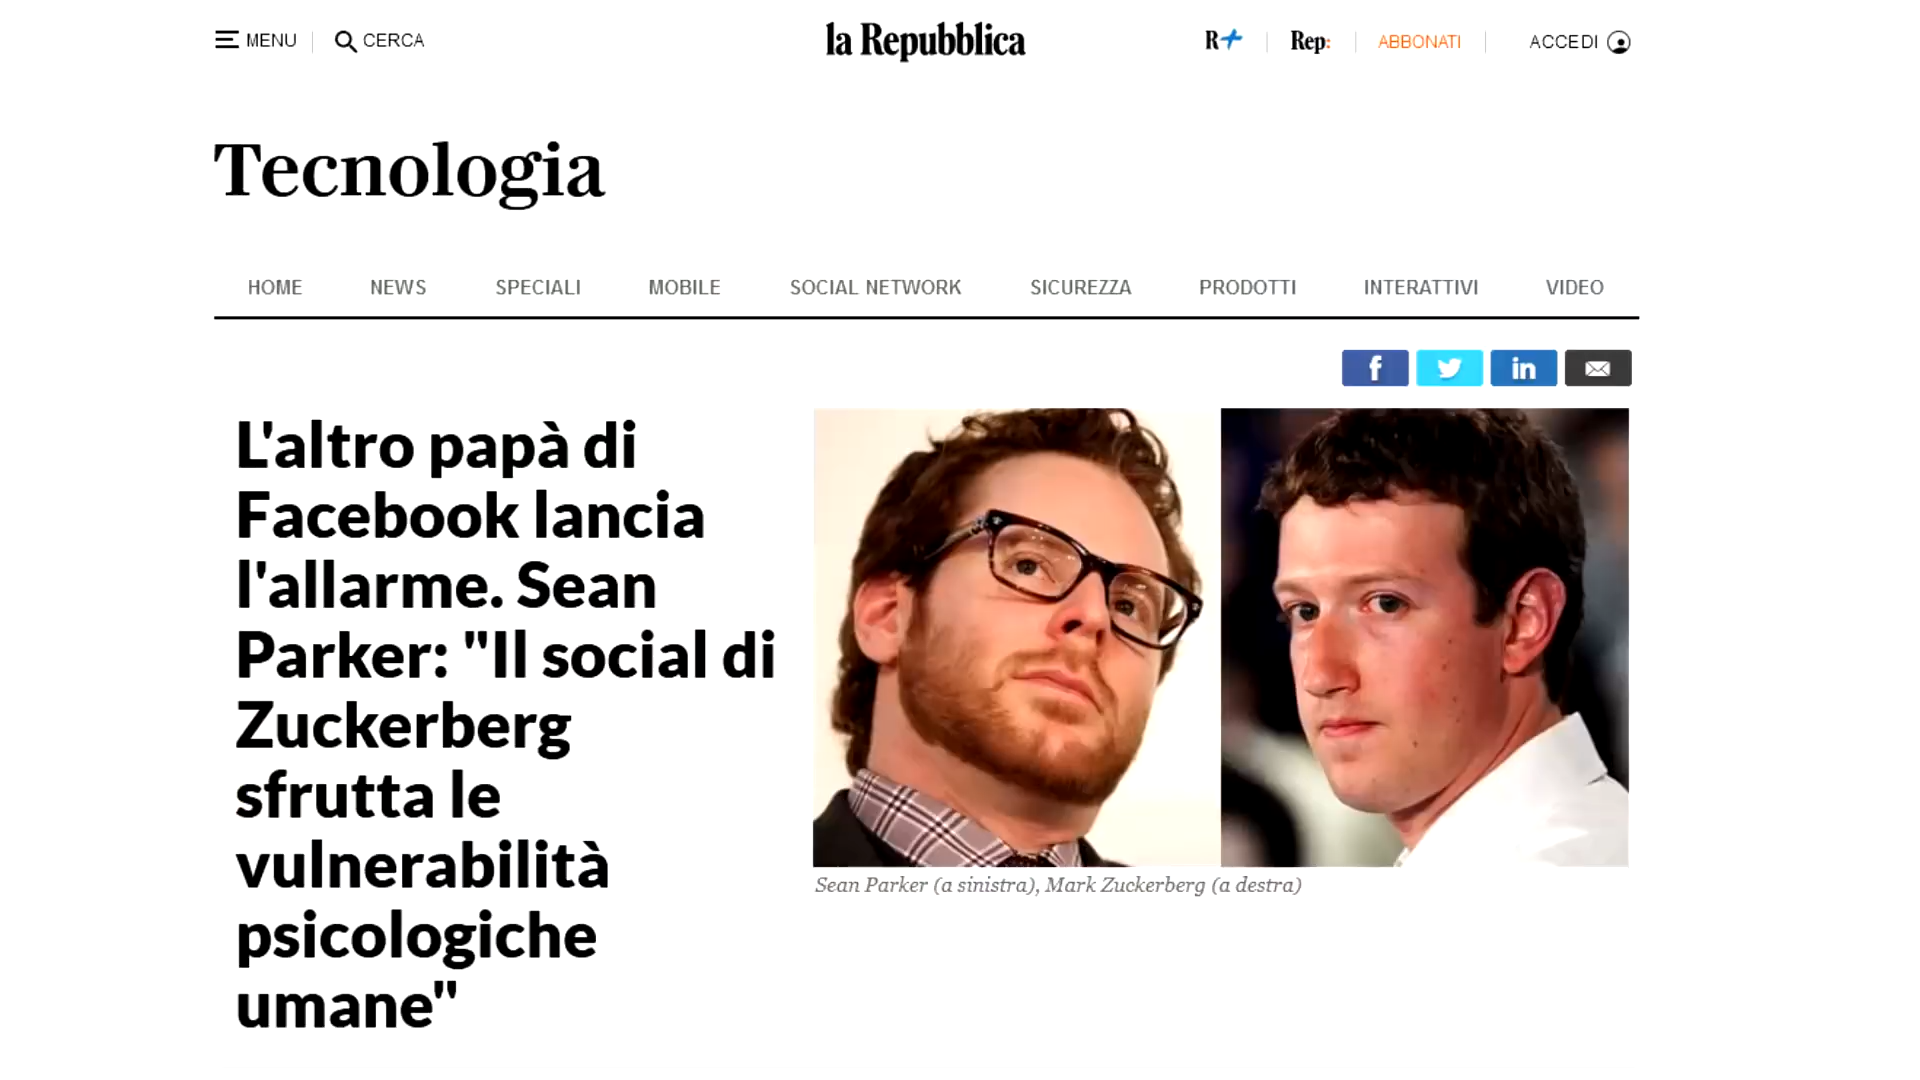 MENU
CERCA
la Repubblica
R+
Rep:
ABBONATI
ACCEDI
Tecnologia
HOME
NEWS
SPECIALI
MOBILE
SOCIAL NETWORK
SICUREZZA
PRODOTTI
INTERATTIVI
VIDEO
f
in
L'altro papà di
Facebook lancia
l'allarme. Sean
Parker: "Il social di
Zuckerberg
sfrutta le
vulnerabilità
psicologiche
umane"
Sean Parker (a sinistra), Mark Zuckerberg (a destra)